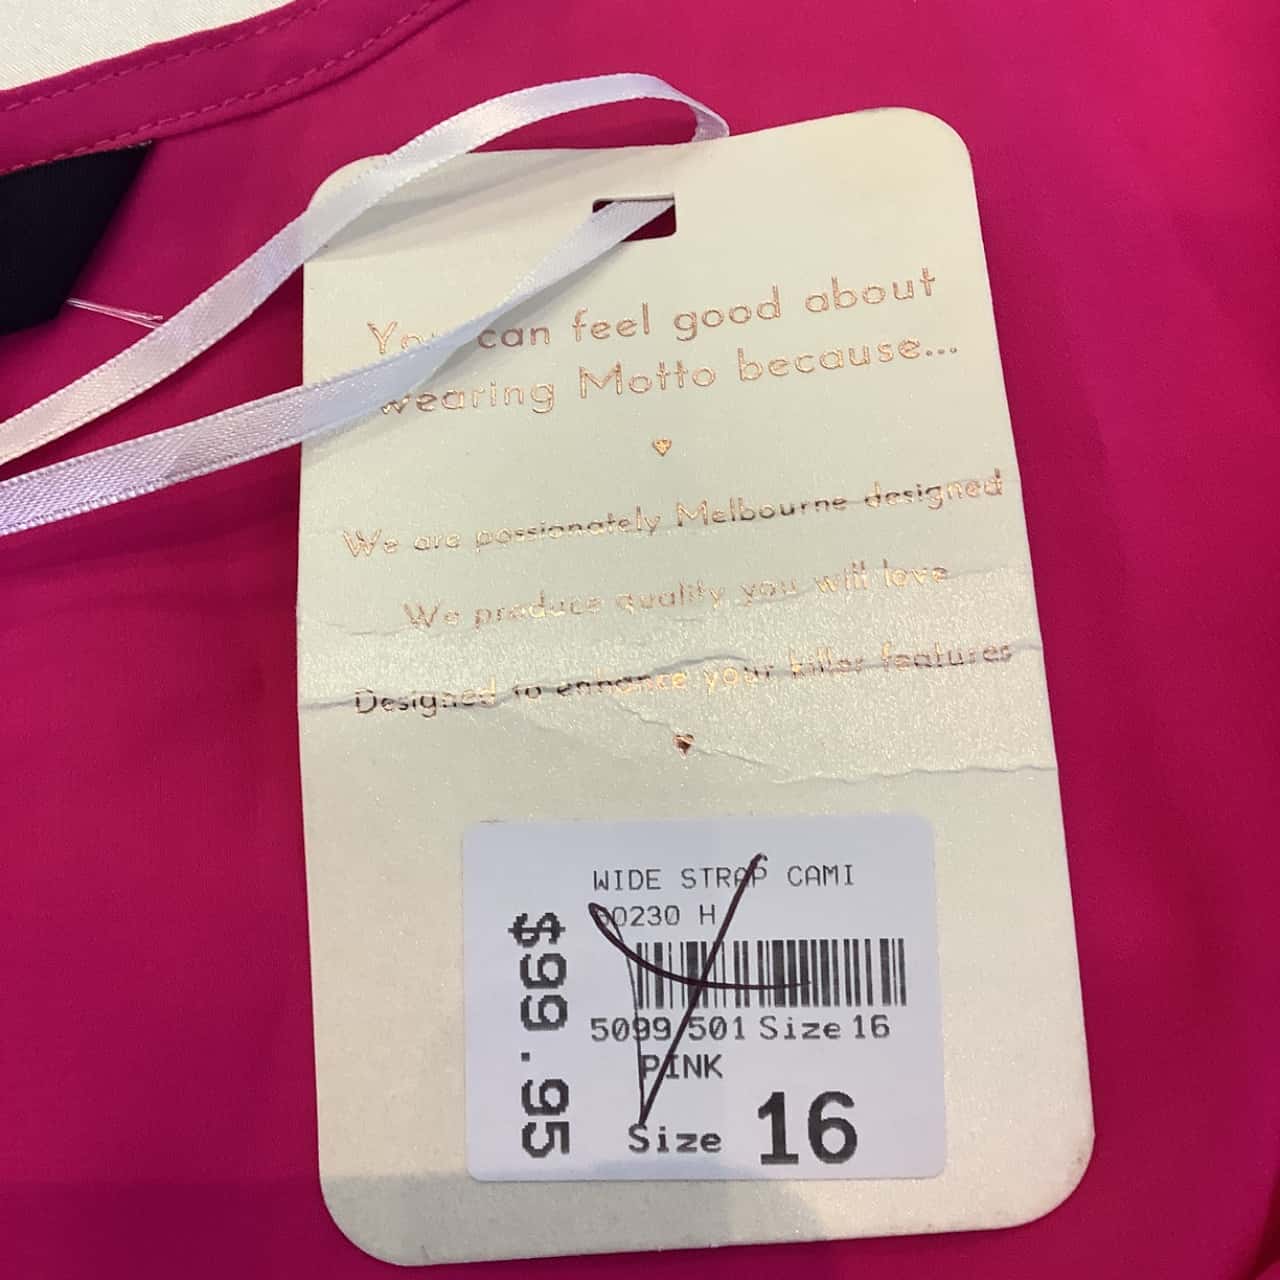 You can feel good about
wearing Motto because...
We are passionately Melbourne designed
We produce quality you will love
Designed to enhance your killer features
WIDE STRAP CAMI
0230 H
5099 501 Size 16
PINK
Size 16
$99.95